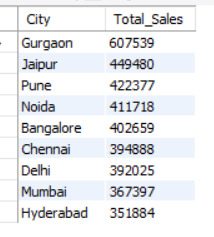 City Total_Sales
Gurgaon 607539
Jaipur 449480
Pune 422377
Noida 411718
Bangalore 402659
Chennai 394888
Delhi 392025
Mumbai 367397
Hyderabad 351884